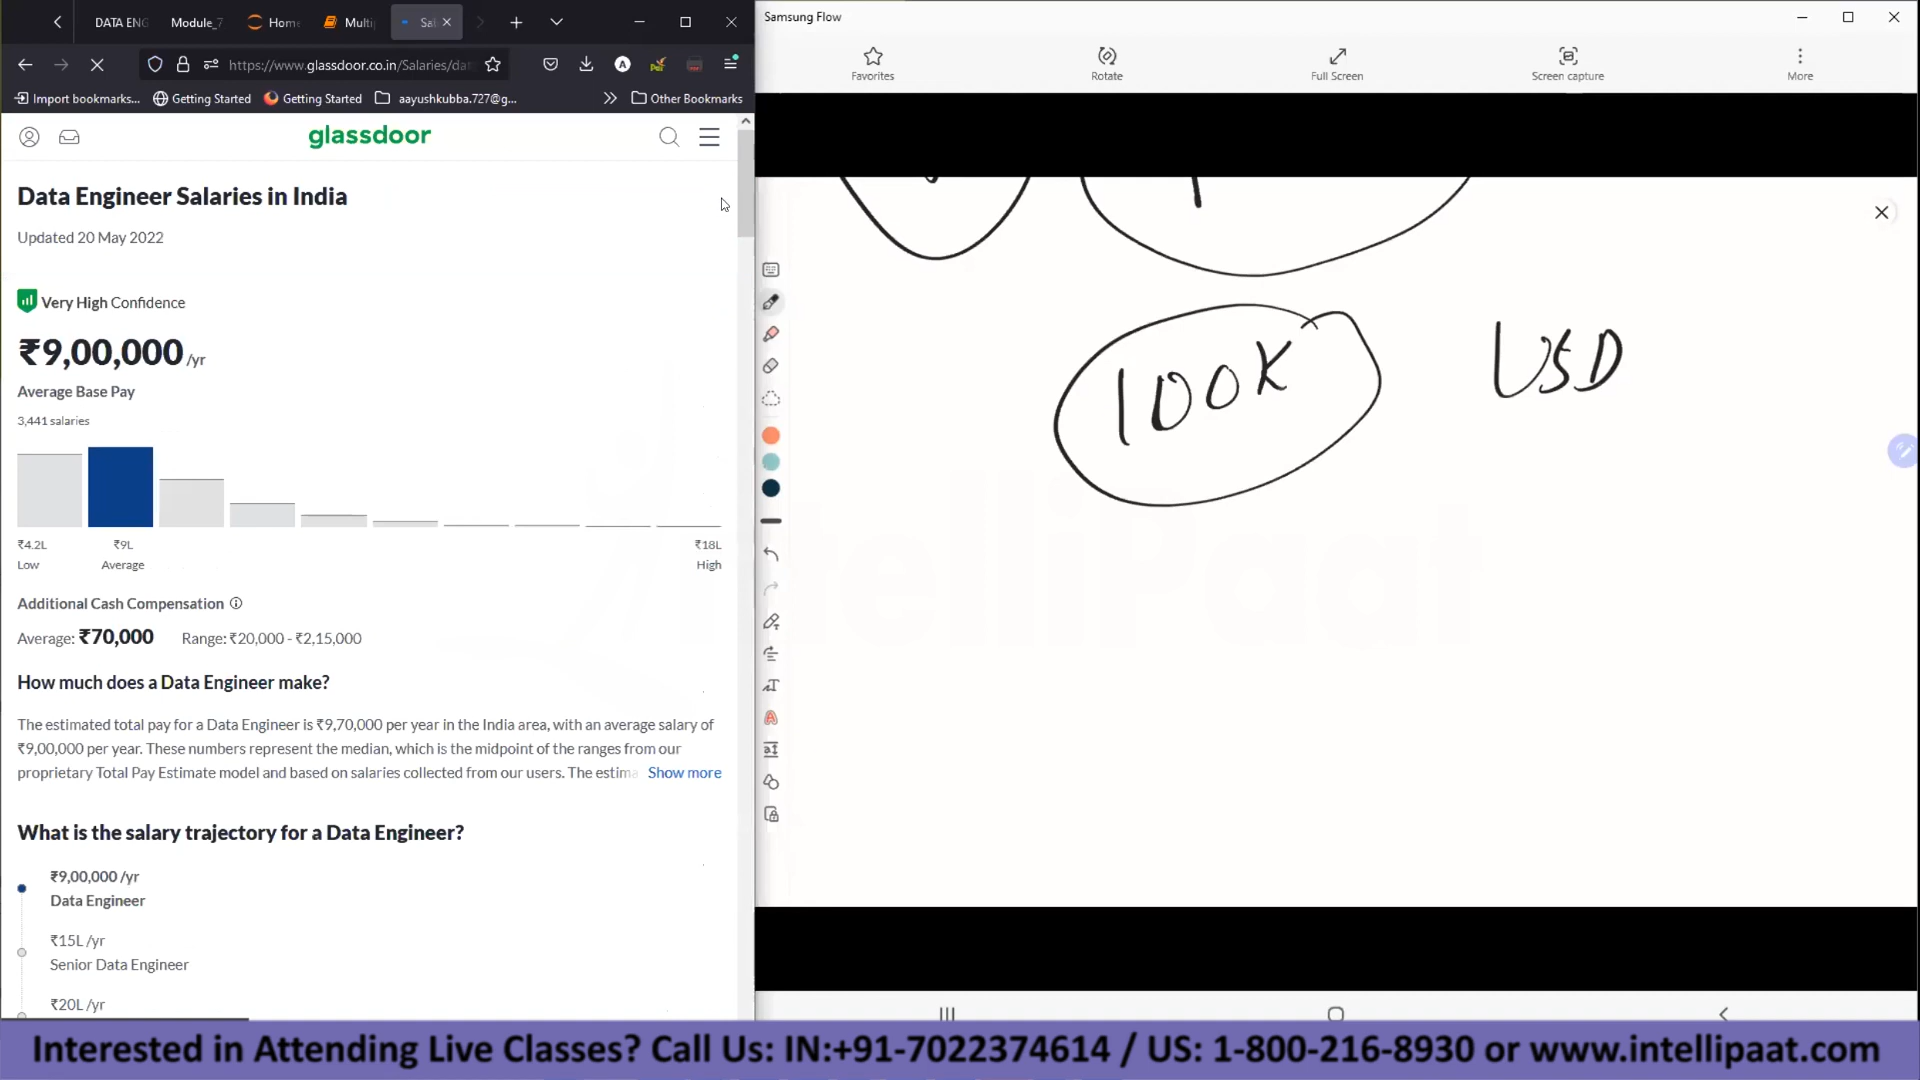 DATA ENG
Module_7
Home
Multip
Sal
Samsung Flow
https://www.glassdoor.co.in/Salaries/dat
Favorites
Rotate
Full Screen
Screen capture
More
Import bookmarks...
Getting Started
Getting Started
aayushkubba.727@g...
Other Bookmarks
glassdoor
Data Engineer Salaries in India
Updated 20 May 2022
Very High Confidence
₹9,00,000 /yr
Average Base Pay
3,441 salaries
₹4.2L
Low
₹9L
Average
₹18L
High
Additional Cash Compensation
Average: ₹70,000 Range: ₹20,000 - ₹2,15,000
How much does a Data Engineer make?
The estimated total pay for a Data Engineer is ₹9,70,000 per year in the India area, with an average salary of
₹9,00,000 per year. These numbers represent the median, which is the midpoint of the ranges from our
proprietary Total Pay Estimate model and based on salaries collected from our users. The estima Show more
What is the salary trajectory for a Data Engineer?
₹9,00,000 /yr
Data Engineer
₹15L /yr
Senior Data Engineer
₹20L /yr
100K USD
intelliPaat
Interested in Attending Live Classes? Call Us: IN:+91-7022374614 / US: 1-800-216-8930 or www.intellipaat.com